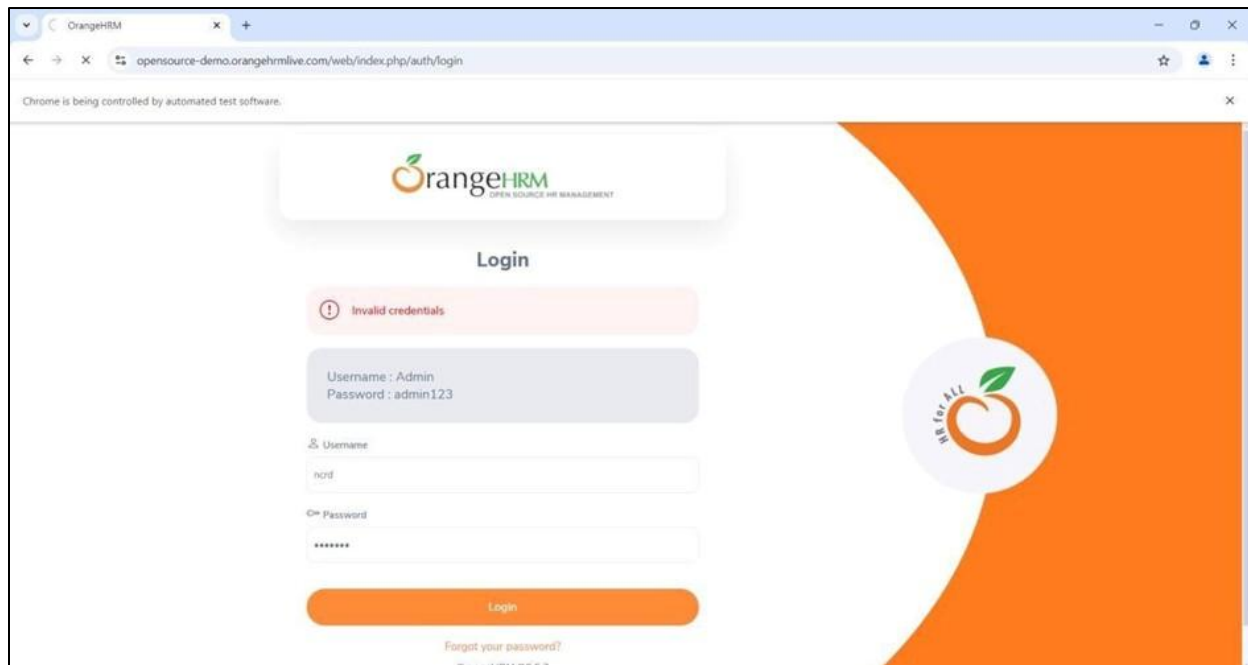 OrangeHRM
opensource-demo.orangehrmlive.com/web/index.php/auth/login
Chrome is being controlled by automated test software.
OrangeHRM
OPEN SOURCE HR MANAGEMENT
Login
Invalid credentials
Username : Admin
Password : admin123
Username
ncrd
Password
•••••••
Login
Forgot your password?
HR for ALL